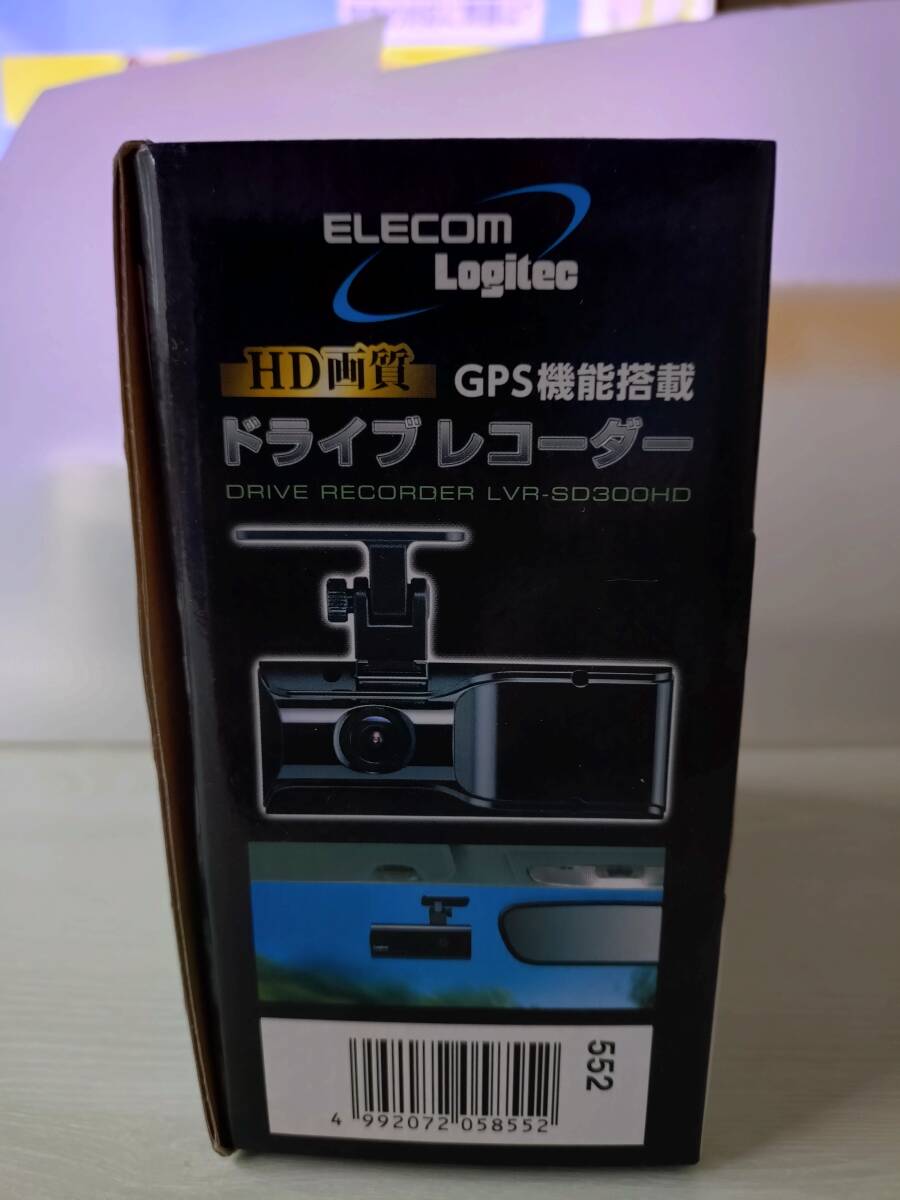 ELECOM
Logitec
HD画質 GPS機能搭載
ドライブレコーダー
DRIVE RECORDER LVR-SD300HD
552
4 992072 058552